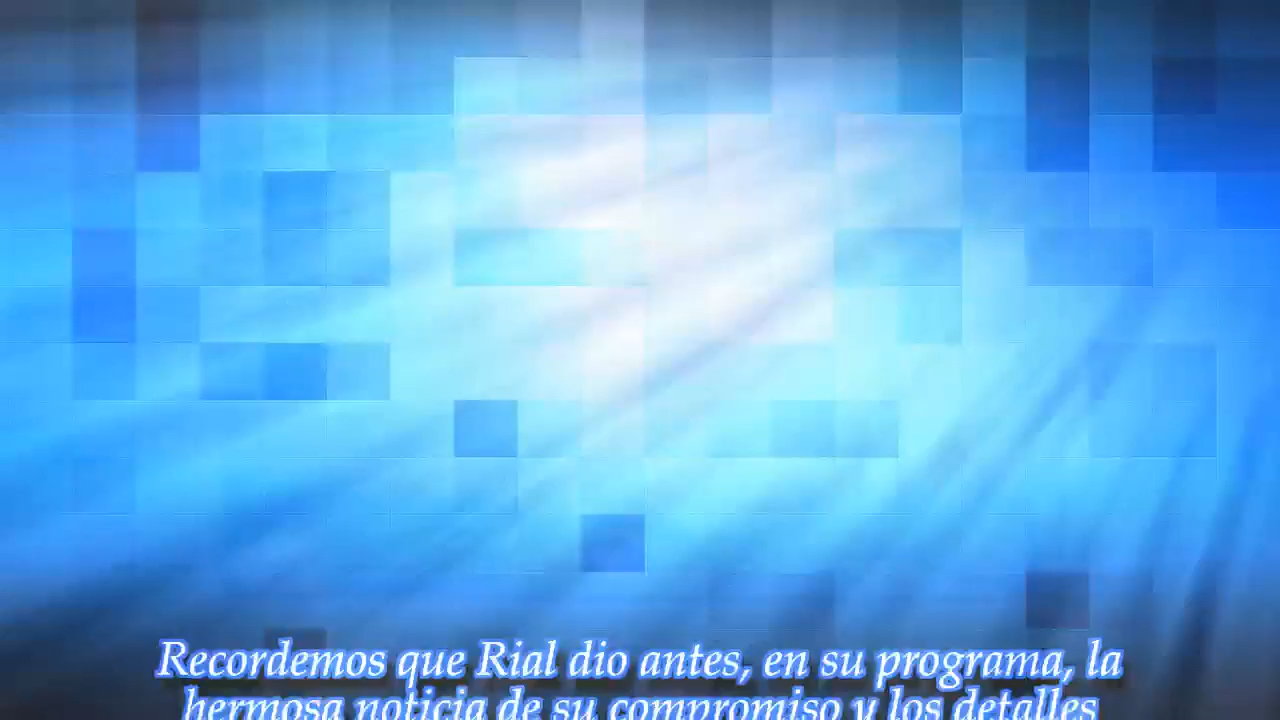 Recordemos que Rial dio antes, en su programa, la
hermosa noticia de su compromiso y los detalles